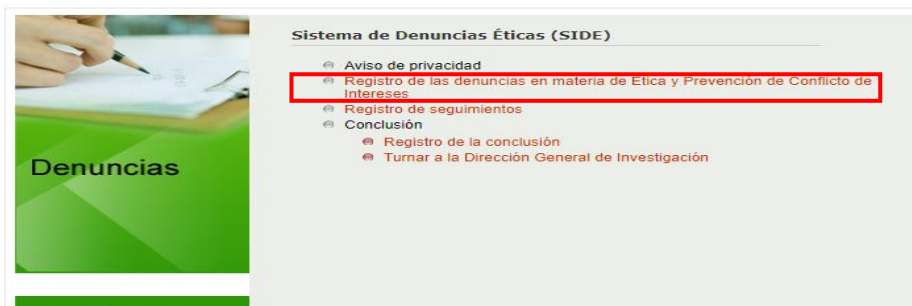 Sistema de Denuncias Éticas (SIDE)
Aviso de privacidad
Registro de las denuncias en materia de Etica y Prevención de Conflicto de
Intereses
Registro de seguimientos
Conclusión
Registro de la conclusión
Turnar a la Dirección General de Investigación
Denuncias